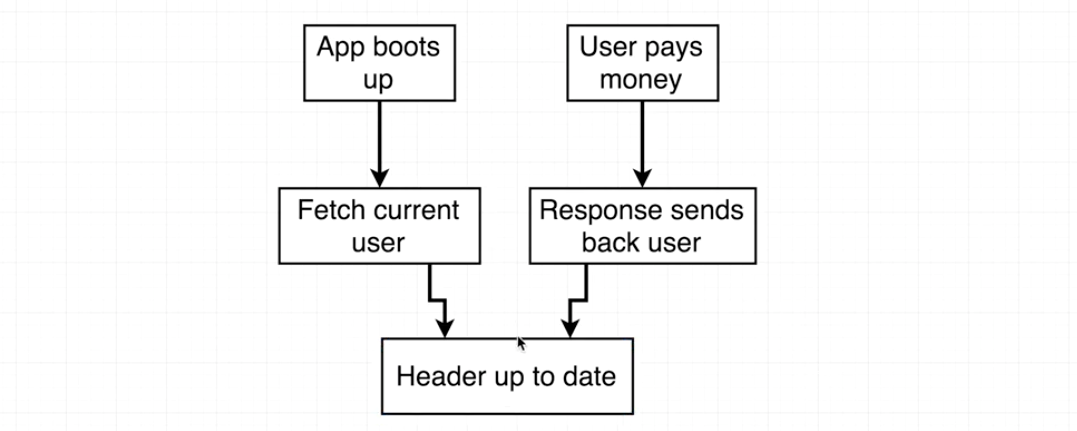 App boots
up
User pays
money
Fetch current
user
Response sends
back user
Header up to date